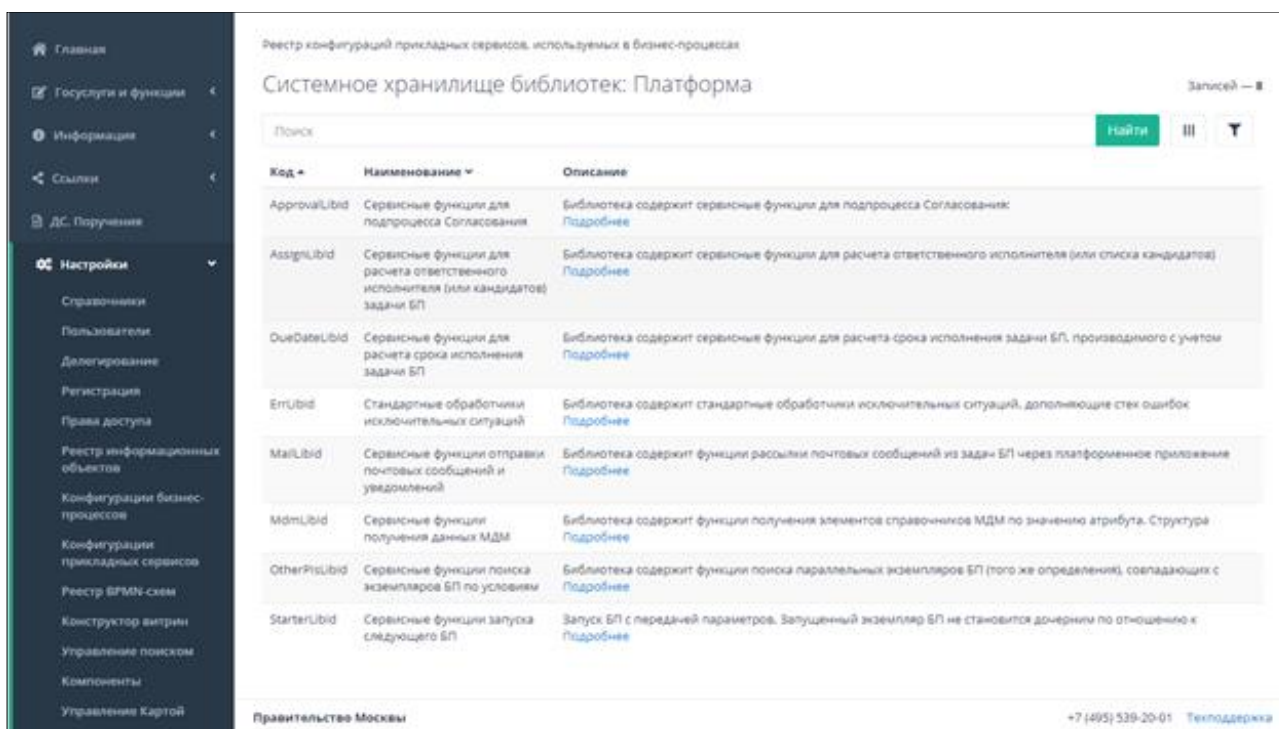 Главная
Госуслуги и функции
Информация
Ссылки
ДС. Поручения
Настройки
Справочники
Пользователи
Делегирование
Регистрация
Права доступа
Реестр информационных
объектов
Конфигурации бизнес-
процессов
Конфигурации
прикладных сервисов
Реестр BPMN-схем
Конструктор витрин
Управление поиском
Компоненты
Управление Картой
Реестр конфигураций прикладных сервисов, используемых в бизнес-процессах
Системное хранилище библиотек: Платформа
Записей — 8
Поиск
Найти
Код
Наименование
Описание
ApprovalLibId
Сервисные функции для
подпроцесса Согласования
Библиотека содержит сервисные функции для подпроцесса Согласования:
Подробнее
AssignLibId
Сервисные функции для
расчета ответственного
исполнителя (или кандидатов)
задачи БП
Библиотека содержит сервисные функции для расчета ответственного исполнителя (или списка кандидатов)
Подробнее
DueDateLibId
Сервисные функции для
расчета срока исполнения
задачи БП
Библиотека содержит сервисные функции для расчета срока исполнения задачи БП, производимого с учетом
Подробнее
ErrLibId
Стандартные обработчики
исключительных ситуаций
Библиотека содержит стандартные обработчики исключительных ситуаций, дополняющие стек ошибок
Подробнее
MailLibId
Сервисные функции отправки
почтовых сообщений и
уведомлений
Библиотека содержит функции рассылки почтовых сообщений из задач БП через платформенное приложение
Подробнее
MdmLibId
Сервисные функции
получения данных МДМ
Библиотека содержит функции получения элементов справочников МДМ по значению атрибута. Структура
Подробнее
OtherPisLibId
Сервисные функции поиска
экземпляров БП по условиям
Библиотека содержит функции поиска параллельных экземпляров БП (того же определения), совпадающих с
Подробнее
StarterLibId
Сервисные функции запуска
следующего БП
Запуск БП с передачей параметров. Запущенный экземпляр БП не становится дочерним по отношению к
Подробнее
Правительство Москвы
+7 (495) 539-20-01
Техподдержка